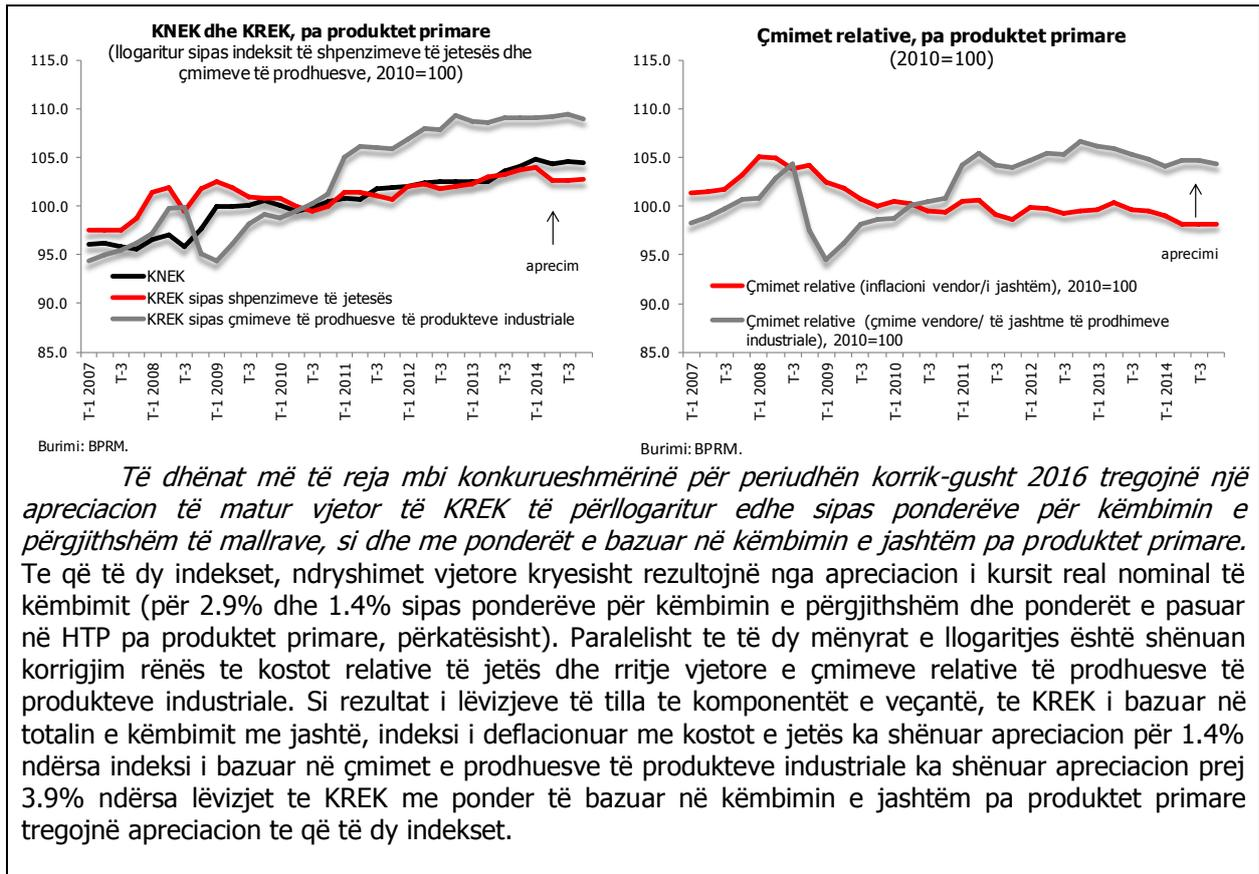 KNEK dhe KREK, pa produktet primare
(llogaritur sipas indeksit të shpenzimeve të jetesës dhe
çmimeve të prodhuesve, 2010=100)
115.0
110.0
105.0
100.0
95.0
90.0
85.0
aprecim
KNEK
KREK sipas shpenzimeve të jetesës
KREK sipas çmimeve të prodhuesve të produkteve industriale
T-1 2007
T-3
T-1 2008
T-3
T-1 2009
T-3
T-1 2010
T-3
T-1 2011
T-3
T-1 2012
T-3
T-1 2013
T-3
T-1 2014
T-3
Burimi: BPRM.
Çmimet relative, pa produktet primare
(2010=100)
115.0
110.0
105.0
100.0
95.0
90.0
85.0
aprecimi
Çmimet relative (inflacioni vendor/i jashtëm), 2010=100
Çmimet relative (çmime vendore/ të jashtme të prodhimeve
industriale), 2010=100
T-1 2007
T-3
T-1 2008
T-3
T-1 2009
T-3
T-1 2010
T-3
T-1 2011
T-3
T-1 2012
T-3
T-1 2013
T-3
T-1 2014
T-3
Burimi: BPRM.
Të dhënat më të reja mbi konkurueshmërinë për periudhën korrik-gusht 2016 tregojnë një
apreciacion të matur vjetor të KREK të përllogaritur edhe sipas ponderëve për këmbimin e
përgjithshëm të mallrave, si dhe me ponderët e bazuar në këmbimin e jashtëm pa produktet primare.
Te që të dy indekset, ndryshimet vjetore kryesisht rezultojnë nga apreciacion i kursit real nominal të
këmbimit (për 2.9% dhe 1.4% sipas ponderëve për këmbimin e përgjithshëm dhe ponderët e pasuar
në HTP pa produktet primare, përkatësisht). Paralelisht te të dy mënyrat e llogaritjes është shënuan
korrigjim rënës te kostot relative të jetës dhe rritje vjetore e çmimeve relative të prodhuesve të
produkteve industriale. Si rezultat i lëvizjeve të tilla te komponentët e veçantë, te KREK i bazuar në
totalin e këmbimit me jashtë, indeksi i deflacionuar me kostot e jetës ka shënuar apreciacion për 1.4%
ndërsa indeksi i bazuar në çmimet e prodhuesve të produkteve industriale ka shënuar apreciacion prej
3.9% ndërsa lëvizjet te KREK me ponder të bazuar në këmbimin e jashtëm pa produktet primare
tregojnë apreciacion te që të dy indekset.